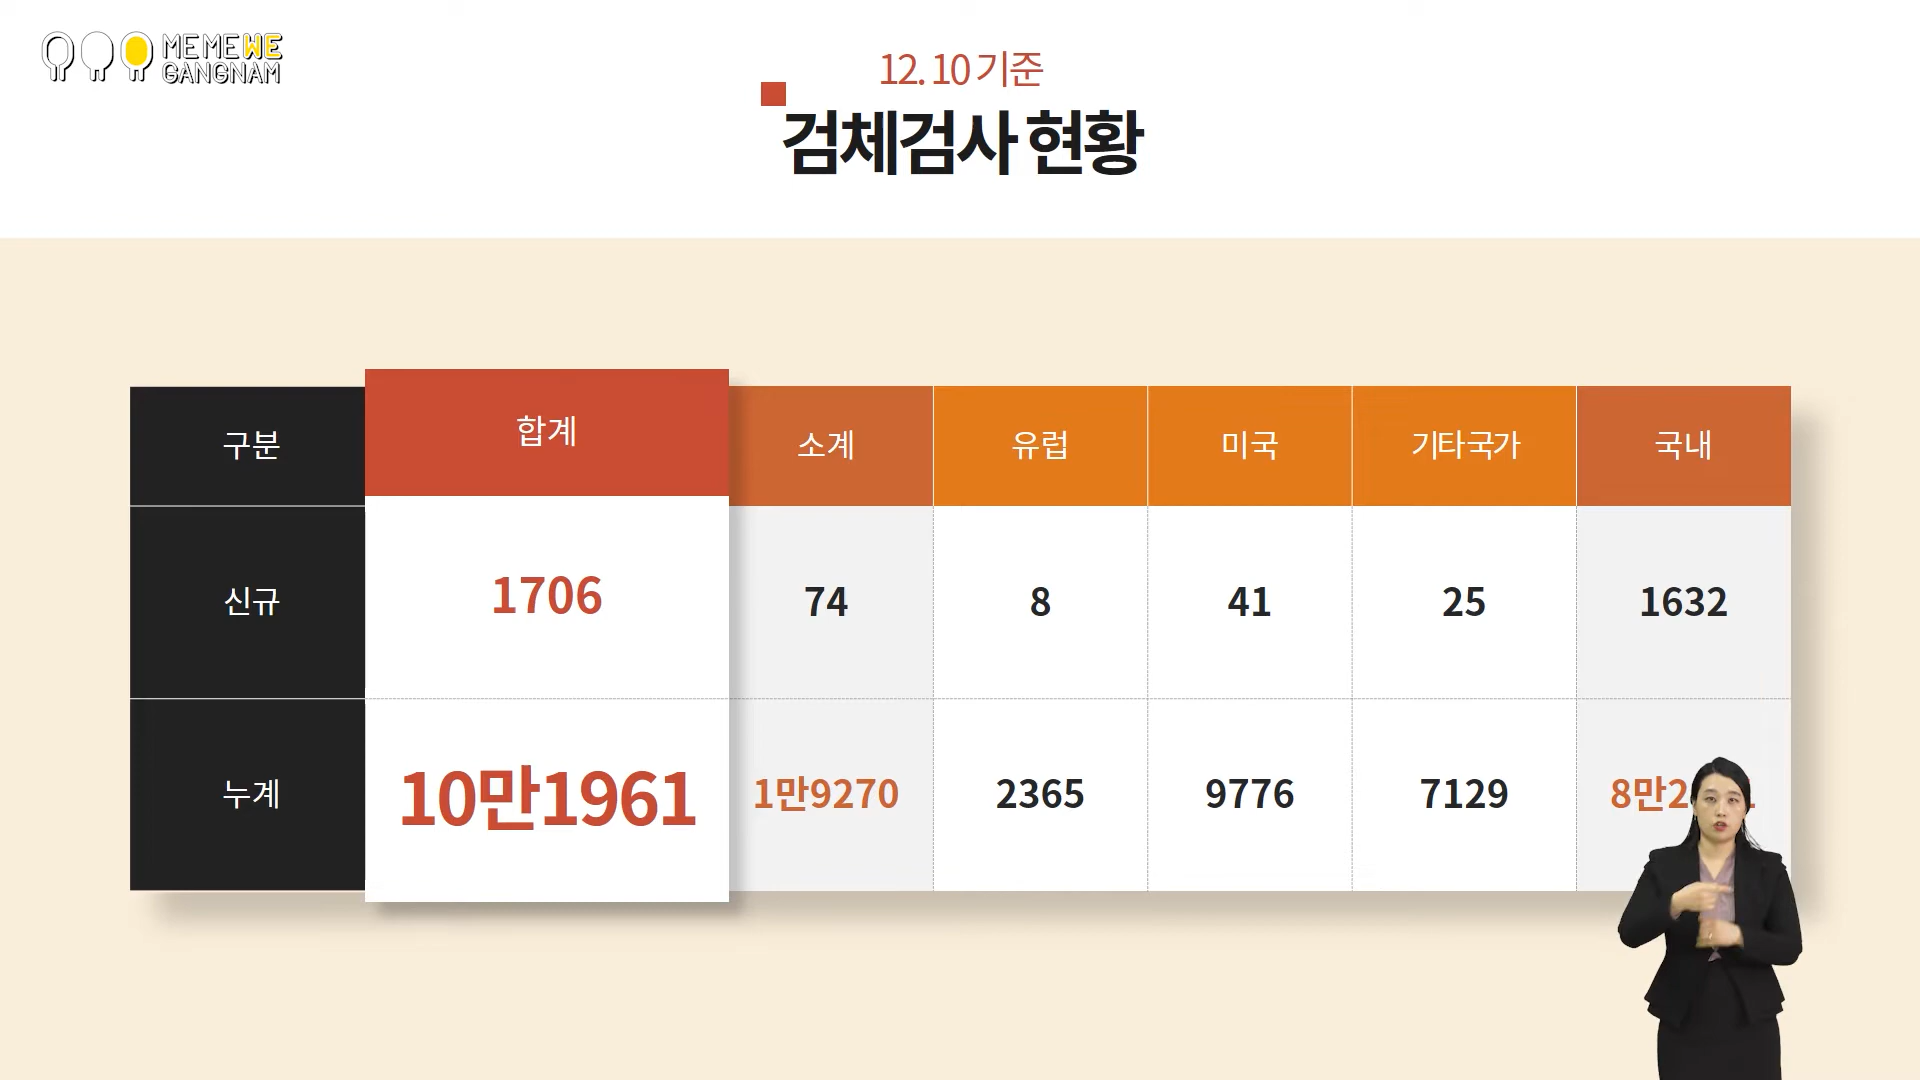 MEMEWE
GANGNAM
12. 10 기준
검체검사 현황
구분 합계 소계 유럽 미국 기타국가 국내
신규 1706 74 8 41 25 1632
누계 10만1961 1만9270 2365 9776 7129